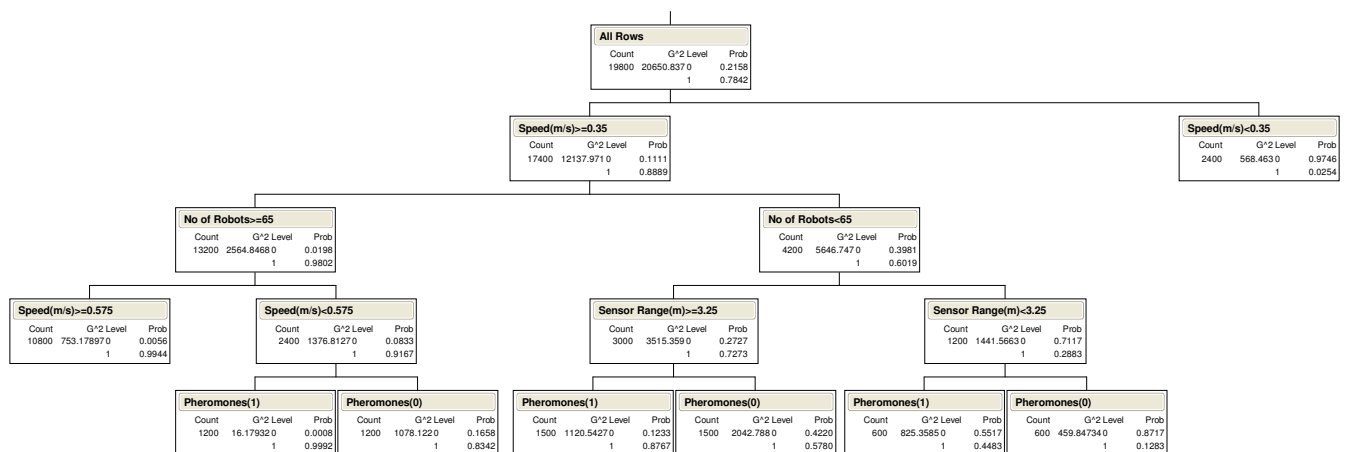 All Rows
Count G^2 Level Prob
19800 20650.837 0 0.2158
1 0.7842
Speed(m/s)>=0.35
Count G^2 Level Prob
17400 12137.971 0 0.1111
1 0.8889
Speed(m/s)<0.35
Count G^2 Level Prob
2400 568.463 0 0.9746
1 0.0254
No of Robots>=65
Count G^2 Level Prob
13200 2564.8468 0 0.0198
1 0.9802
No of Robots<65
Count G^2 Level Prob
4200 5646.747 0 0.3981
1 0.6019
Speed(m/s)>=0.575
Count G^2 Level Prob
10800 753.17897 0 0.0056
1 0.9944
Speed(m/s)<0.575
Count G^2 Level Prob
2400 1376.8127 0 0.0833
1 0.9167
Sensor Range(m)>=3.25
Count G^2 Level Prob
3000 3515.359 0 0.2727
1 0.7273
Sensor Range(m)<3.25
Count G^2 Level Prob
1200 1441.5663 0 0.7117
1 0.2883
Pheromones(1)
Count G^2 Level Prob
1200 16.17932 0 0.0008
1 0.9992
Pheromones(0)
Count G^2 Level Prob
1200 1078.122 0 0.1658
1 0.8342
Pheromones(1)
Count G^2 Level Prob
1500 1120.5427 0 0.1233
1 0.8767
Pheromones(0)
Count G^2 Level Prob
1500 2042.788 0 0.4220
1 0.5780
Pheromones(1)
Count G^2 Level Prob
600 825.3585 0 0.5517
1 0.4483
Pheromones(0)
Count G^2 Level Prob
600 459.84734 0 0.8717
1 0.1283